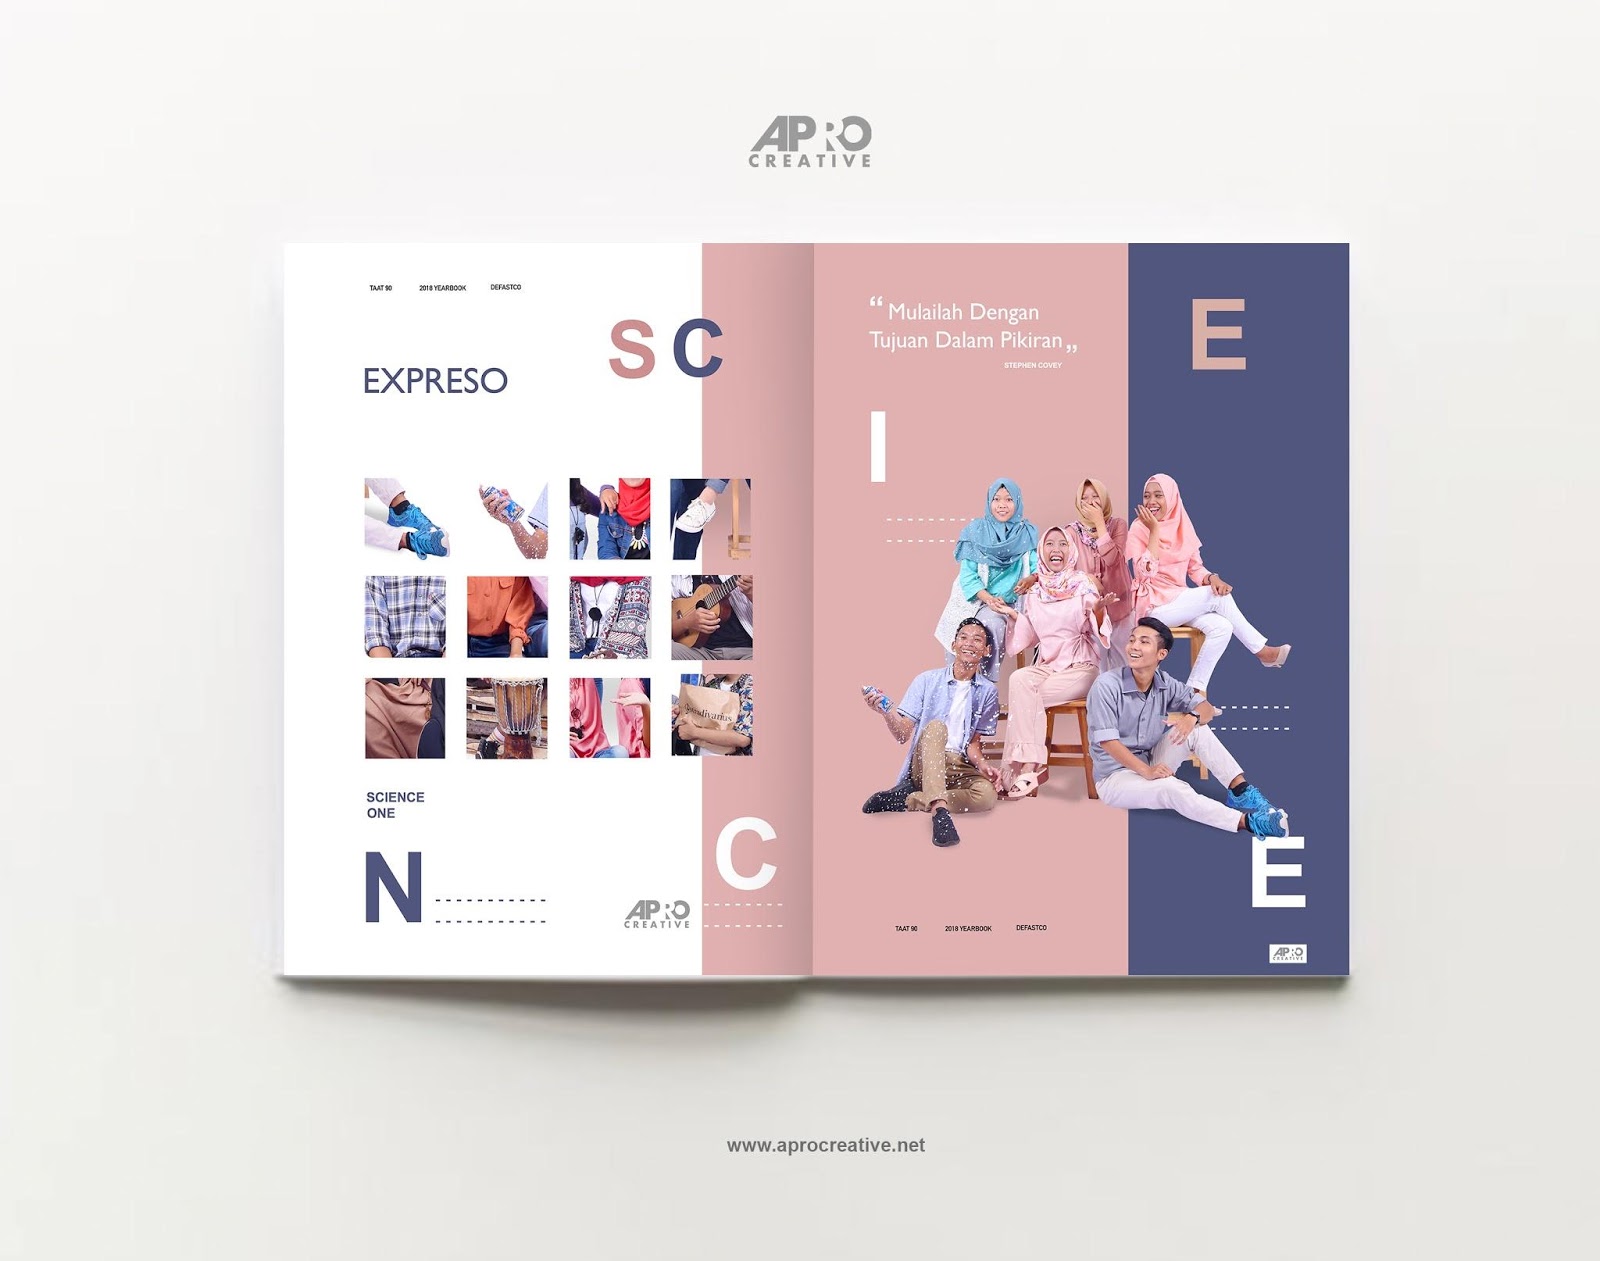 APRO
CREATIVE
TAAT 90 2018 YEARBOOK DEFASTCO
S C
EXPRESO
SCIENCE
ONE
N
C
APRO
CREATIVE
“ Mulailah Dengan
Tujuan Dalam Pikiran „
STEPHEN COVEY
E
I
E
TAAT 90 2018 YEARBOOK DEFASTCO
APRO
CREATIVE
www.aprocreative.net